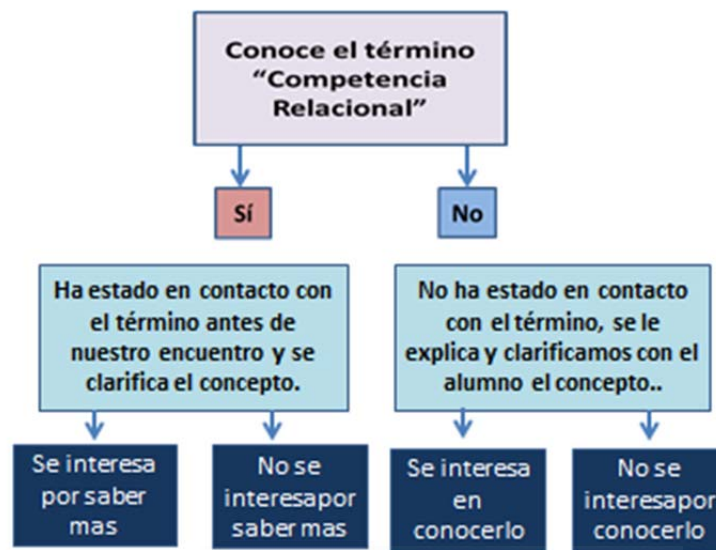 Conoce el término
“Competencia
Relacional”
Sí
No
Ha estado en contacto con
el término antes de
nuestro encuentro y se
clarifica el concepto.
No ha estado en contacto
con el término, se le
explica y clarificamos con el
alumno el concepto..
Se interesa
por saber
mas
No se
interesapor
saber mas
Se interesa
en
conocerlo
No se
interesapor
conocerlo